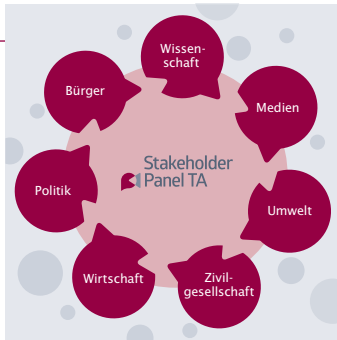 Wissen-
schaft
Bürger
Medien
Stakeholder
Panel TA
Politik
Umwelt
Wirtschaft
Zivil-
gesellschaft